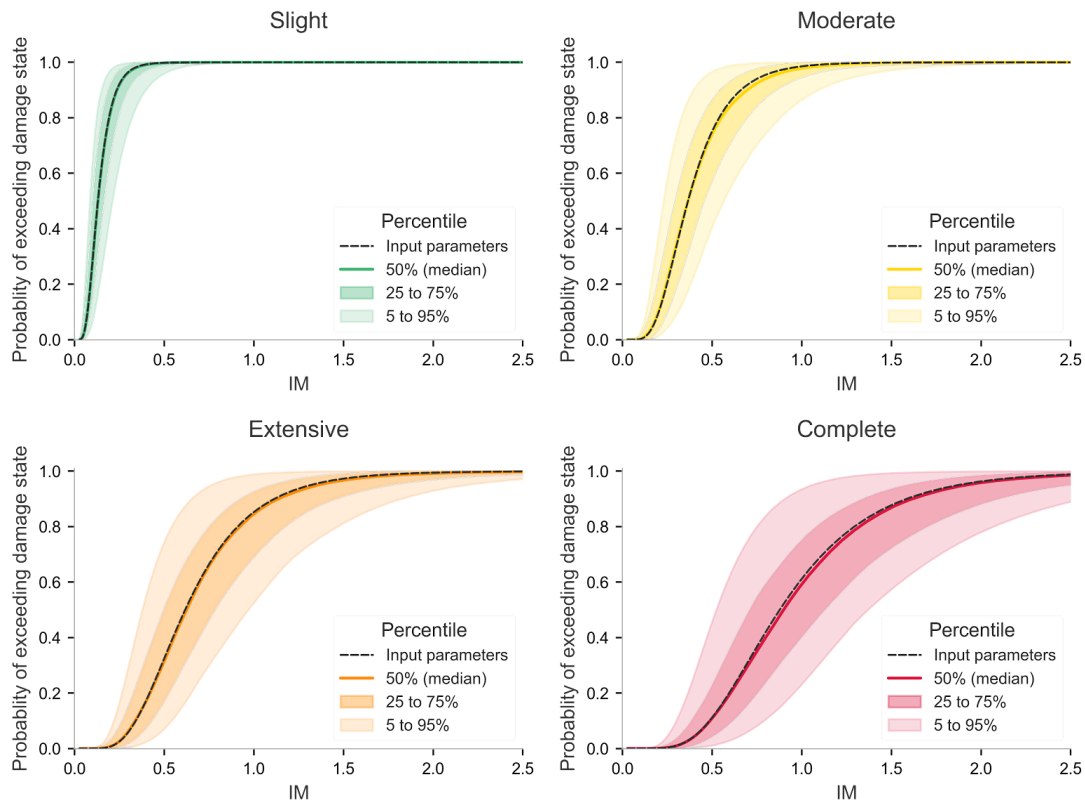 Slight
Probablity of exceeding damage state
1.0
0.8
0.6
0.4
0.2
0.0
Percentile
Input parameters
50% (median)
25 to 75%
5 to 95%
0.0 0.5 1.0 1.5 2.0 2.5
IM
Moderate
Probablity of exceeding damage state
1.0
0.8
0.6
0.4
0.2
0.0
Percentile
Input parameters
50% (median)
25 to 75%
5 to 95%
0.0 0.5 1.0 1.5 2.0 2.5
IM
Extensive
Probablity of exceeding damage state
1.0
0.8
0.6
0.4
0.2
0.0
Percentile
Input parameters
50% (median)
25 to 75%
5 to 95%
0.0 0.5 1.0 1.5 2.0 2.5
IM
Complete
Probablity of exceeding damage state
1.0
0.8
0.6
0.4
0.2
0.0
Percentile
Input parameters
50% (median)
25 to 75%
5 to 95%
0.0 0.5 1.0 1.5 2.0 2.5
IM